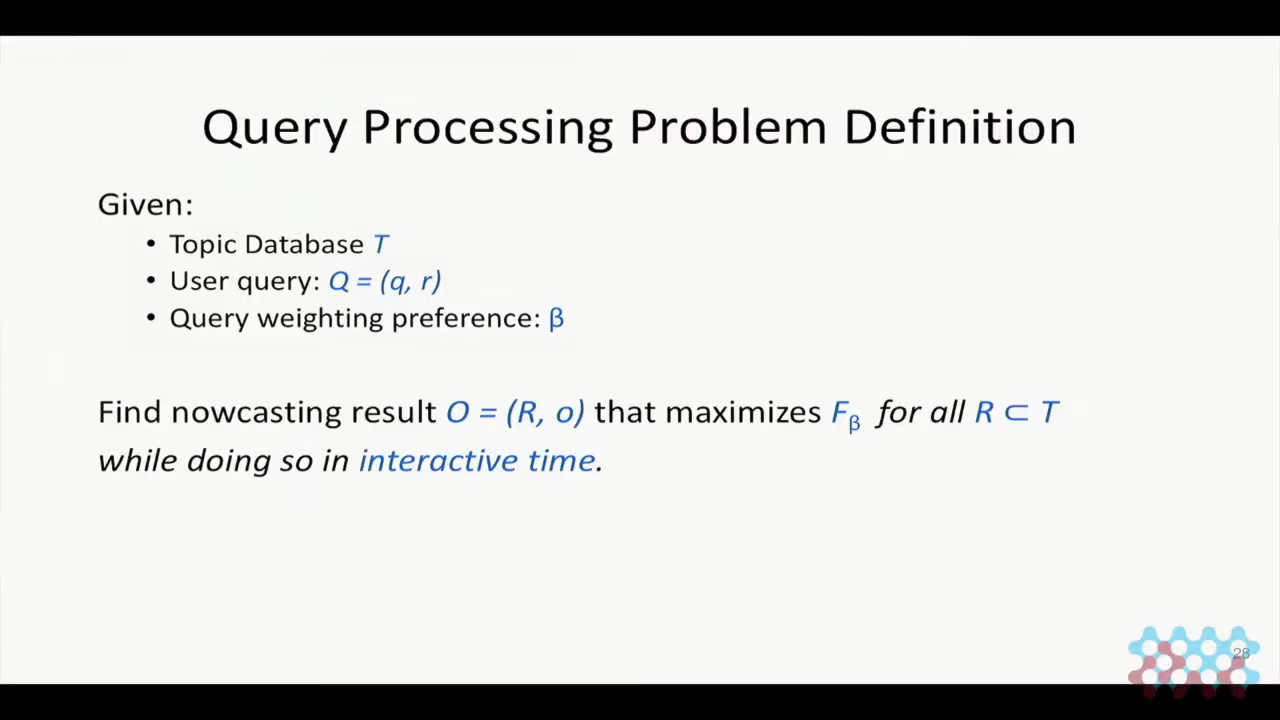 Query Processing Problem Definition
Given:
• Topic Database T
• User query: Q = (q, r)
• Query weighting preference: β
Find nowcasting result O = (R, o) that maximizes Fβ for all R ⊂ T
while doing so in interactive time.
28